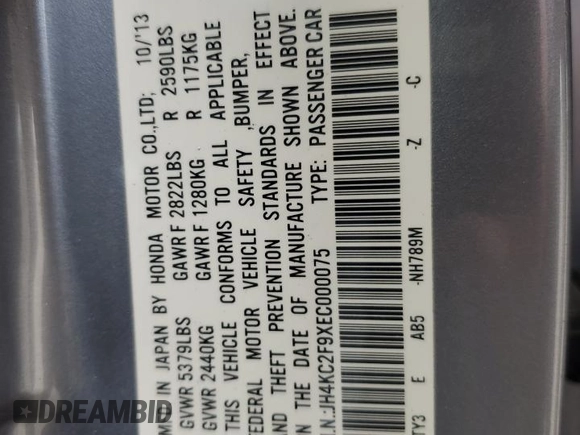 MFD IN JAPAN BY HONDA MOTOR CO.,LTD; 10/'13
GVWR 5379LBS GAWR F 2822LBS R 2590LBS
GVWR 2440KG GAWR F 1280KG R 1175KG
THIS VEHICLE CONFORMS TO ALL APPLICABLE
FEDERAL MOTOR VEHICLE SAFETY ,BUMPER,
AND THEFT PREVENTION STANDARDS IN EFFECT
ON THE DATE OF MANUFACTURE SHOWN ABOVE.
I.N.:JH4KC2F9XEC000075 TYPE: PASSENGER CAR
TY3 E AB5 -NH789M -Z -C
AUTOBIDMASTER